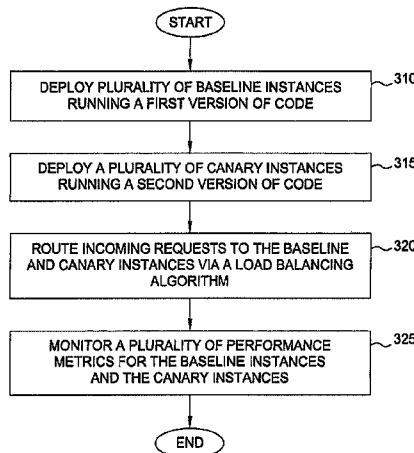 START
DEPLOY PLURALITY OF BASELINE INSTANCES
RUNNING A FIRST VERSION OF CODE
310
DEPLOY A PLURALITY OF CANARY INSTANCES
RUNNING A SECOND VERSION OF CODE
315
ROUTE INCOMING REQUESTS TO THE BASELINE
AND CANARY INSTANCES VIA A LOAD BALANCING
ALGORITHM
320
MONITOR A PLURALITY OF PERFORMANCE
METRICS FOR THE BASELINE INSTANCES
AND THE CANARY INSTANCES
325
END